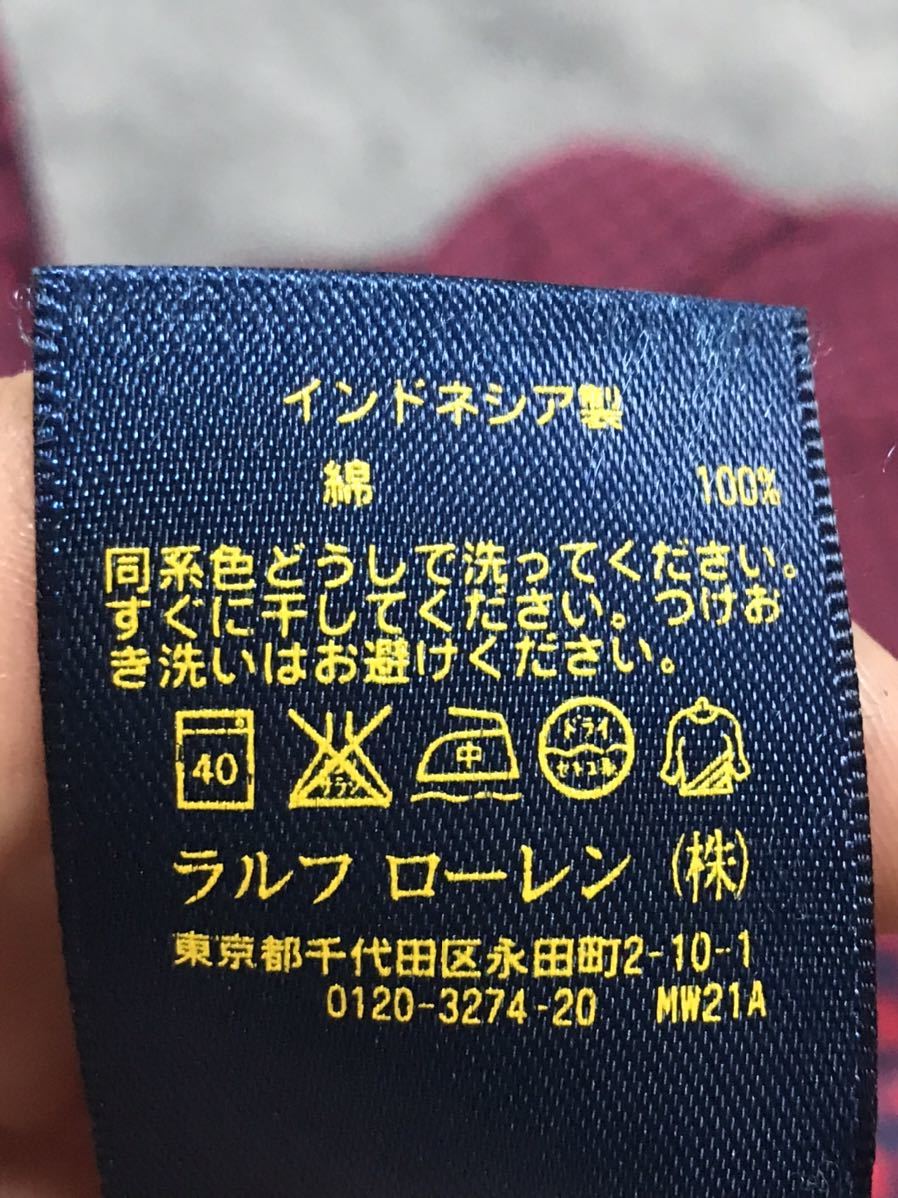 インドネシア製
綿 100%
同系色どうしで洗ってください。
すぐに干してください。つけお
き洗いはお避けください。
40 中 ドライ
ラルフ ローレン (株)
東京都千代田区永田町2-10-1
0120-3274-20 MW21A